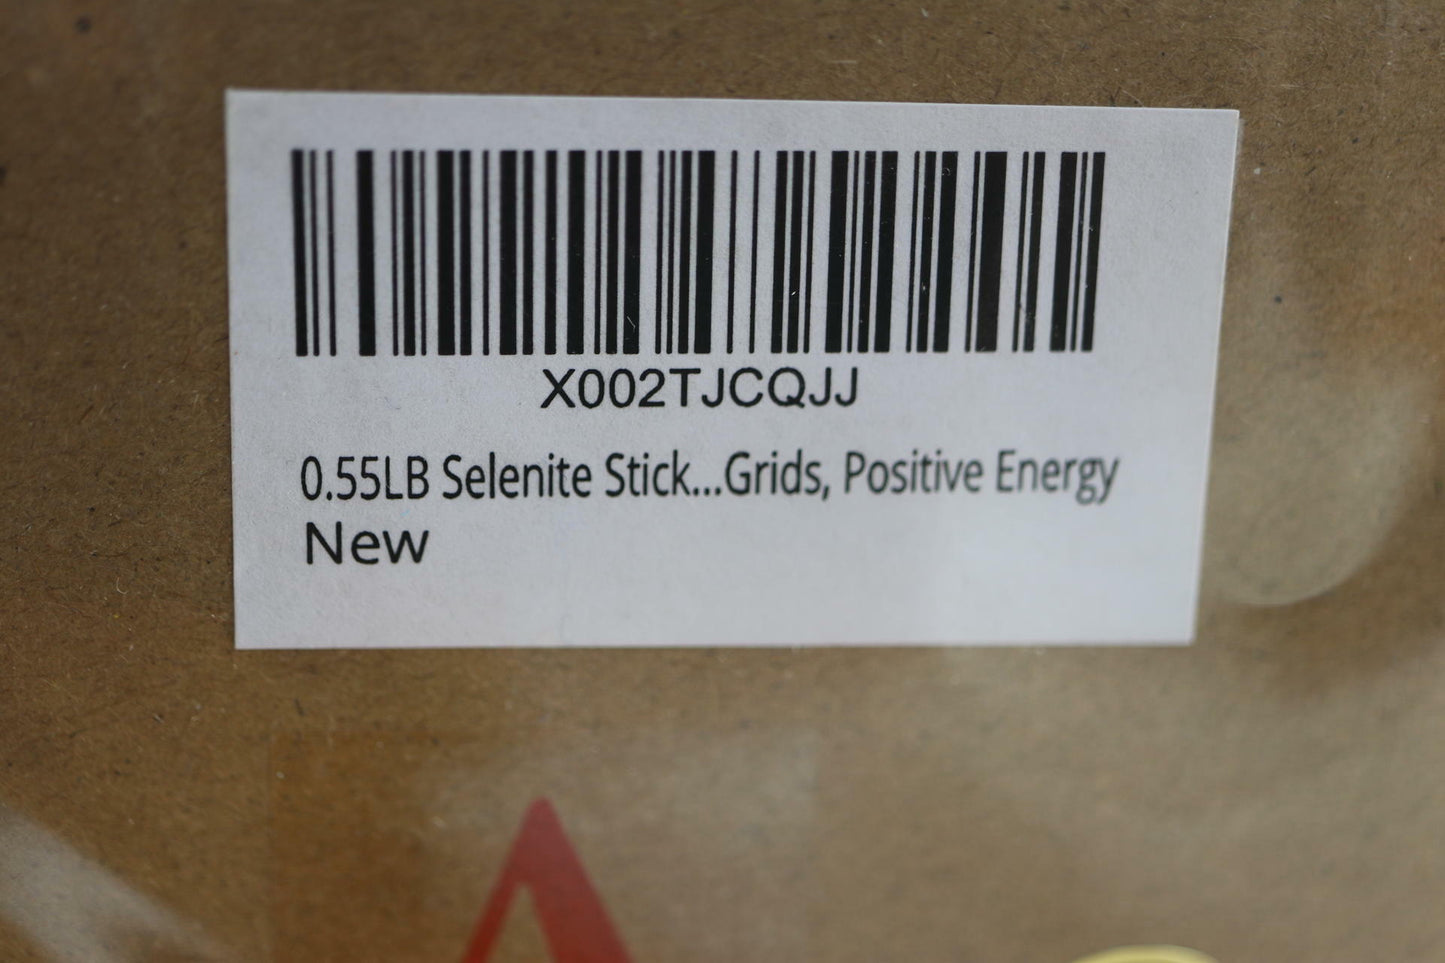 X002TJCQJJ
0.55LB Selenite Stick...Grids, Positive Energy
New